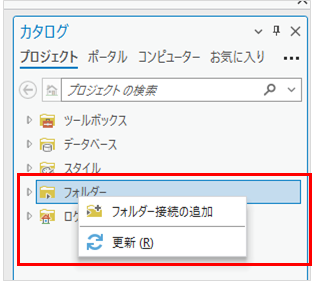 カタログ
プロジェクト ポータル コンピューター お気に入り
プロジェクトの検索
ツールボックス
データベース
スタイル
フォルダー
フォルダー接続の追加
更新 (R)